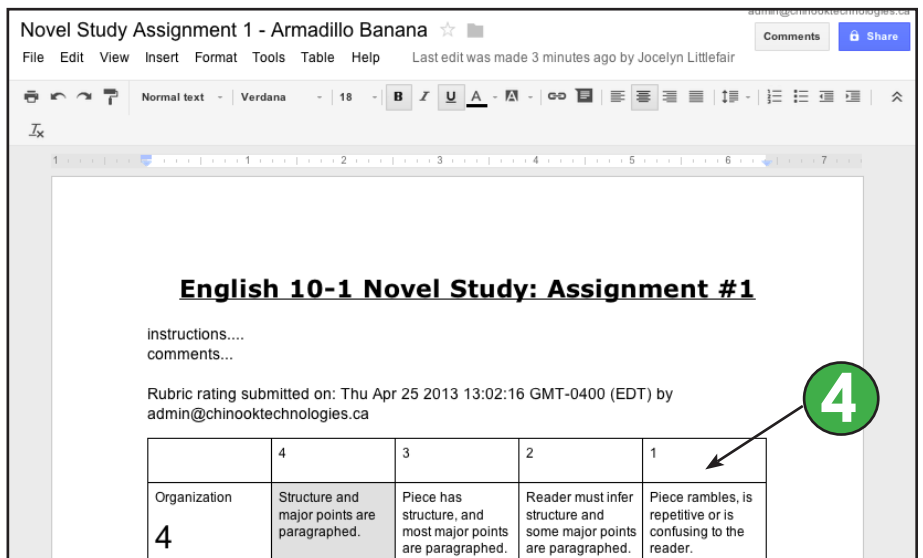 admin@chinooktechnologies.ca
Novel Study Assignment 1 - Armadillo Banana
Comments
Share
File Edit View Insert Format Tools Table Help Last edit was made 3 minutes ago by Jocelyn Littlefair
Normal text - Verdana - 18 - B I U A - A -
1 1 2 3 4 5 6 7
English 10-1 Novel Study: Assignment #1
instructions....
comments...
Rubric rating submitted on: Thu Apr 25 2013 13:02:16 GMT-0400 (EDT) by
admin@chinooktechnologies.ca
4
4 3 2 1
Organization
4
Structure and
major points are
paragraphed.
Piece has
structure, and
most major points
are paragraphed.
Reader must infer
structure and
some major points
are paragraphed.
Piece rambles, is
repetitive or is
confusing to the
reader.